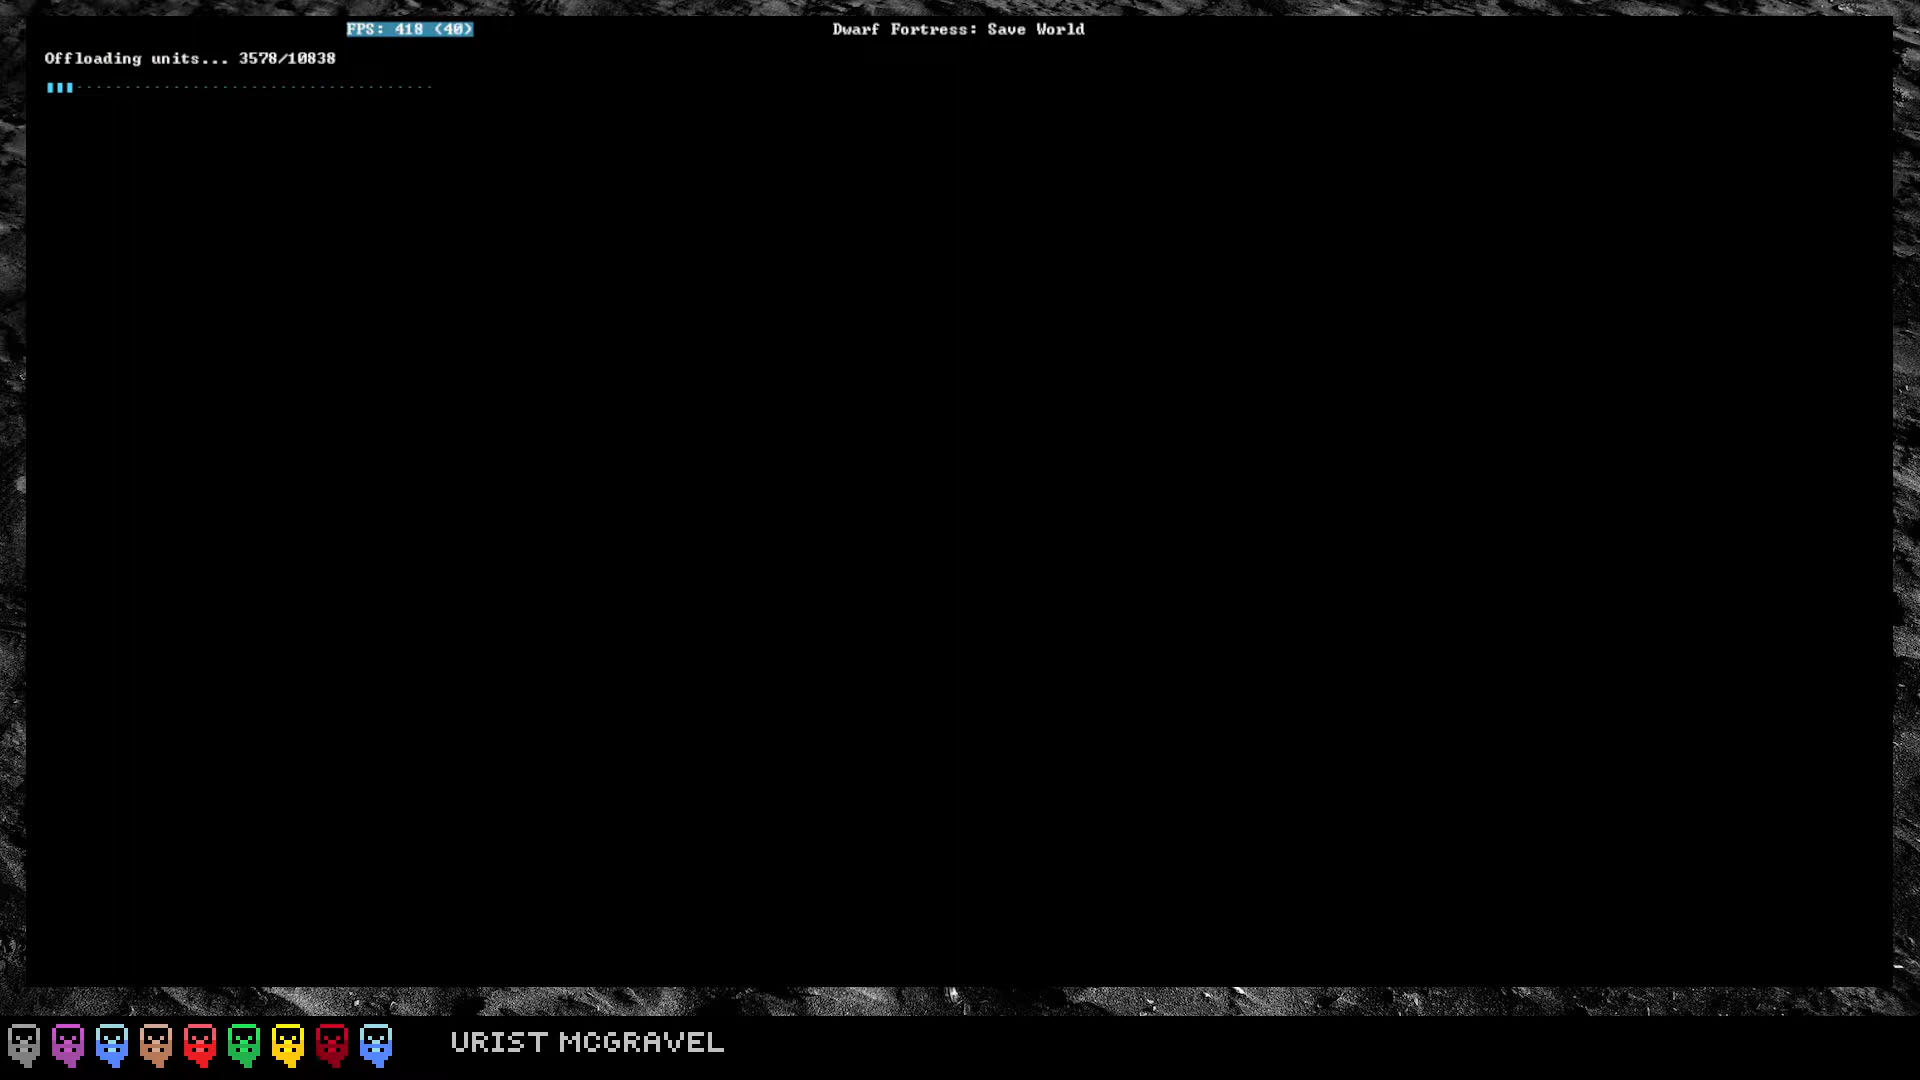 FPS: 418 (40)
Dwarf Fortress: Save World
Offloading units... 3578/10838
URIST MCGRAVEL